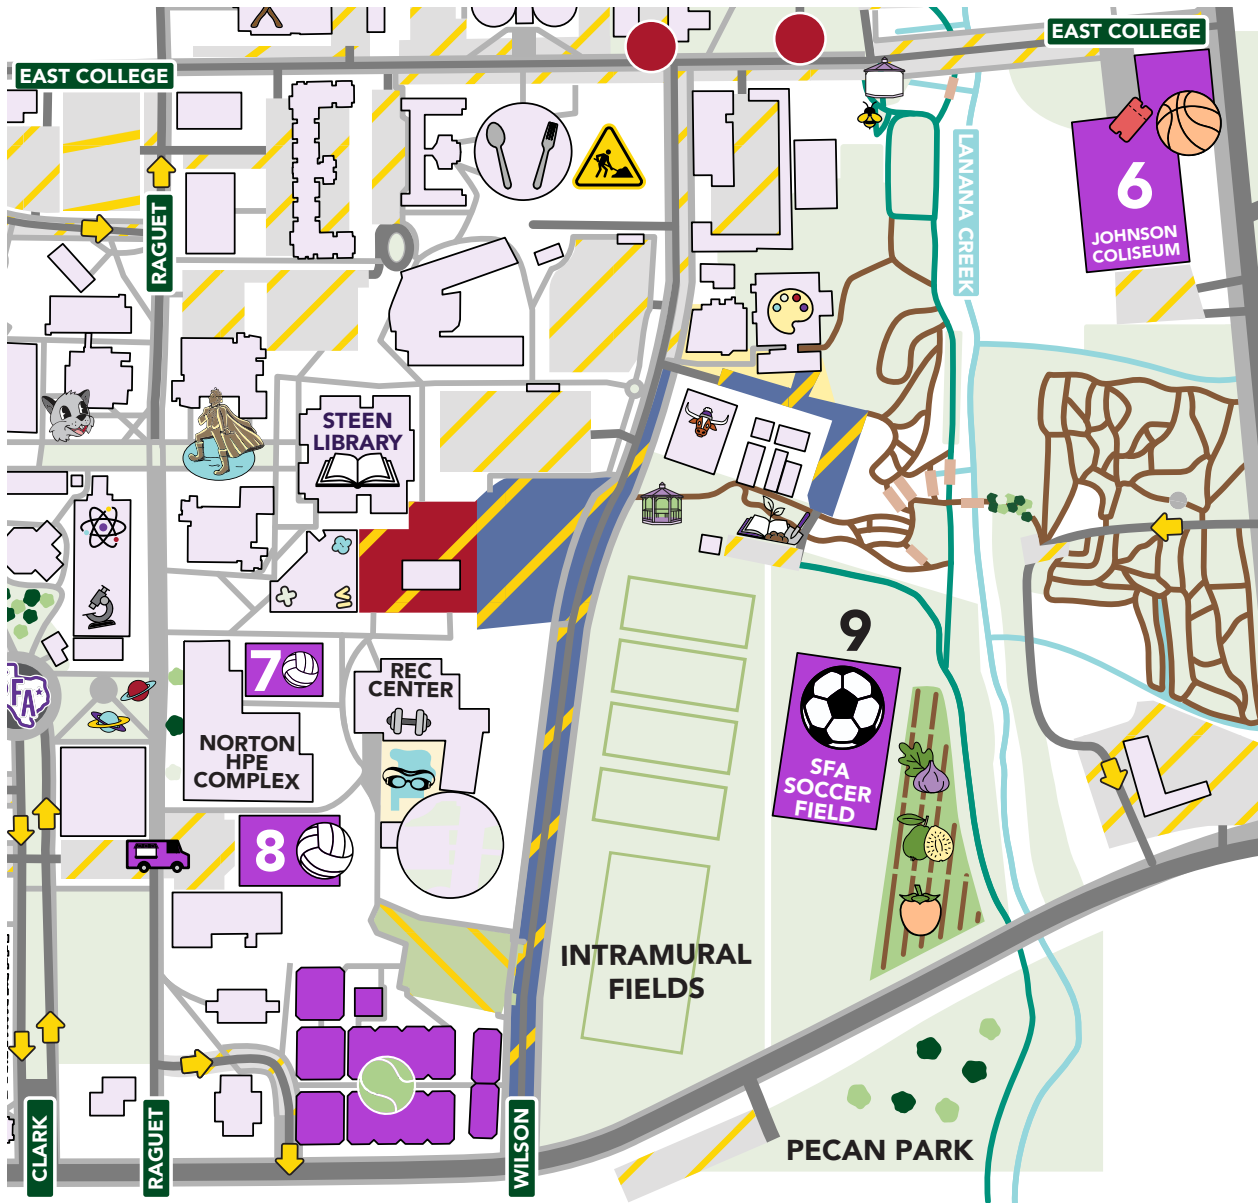 EAST COLLEGE
EAST COLLEGE
RAGUET
LANANA CREEK
6
JOHNSON
COLISEUM
STEEN
LIBRARY
FA
7
REC
CENTER
NORTON
HPE
COMPLEX
8
9
SFA
SOCCER
FIELD
INTRAMURAL
FIELDS
CLARK
RAGUET
WILSON
PECAN PARK